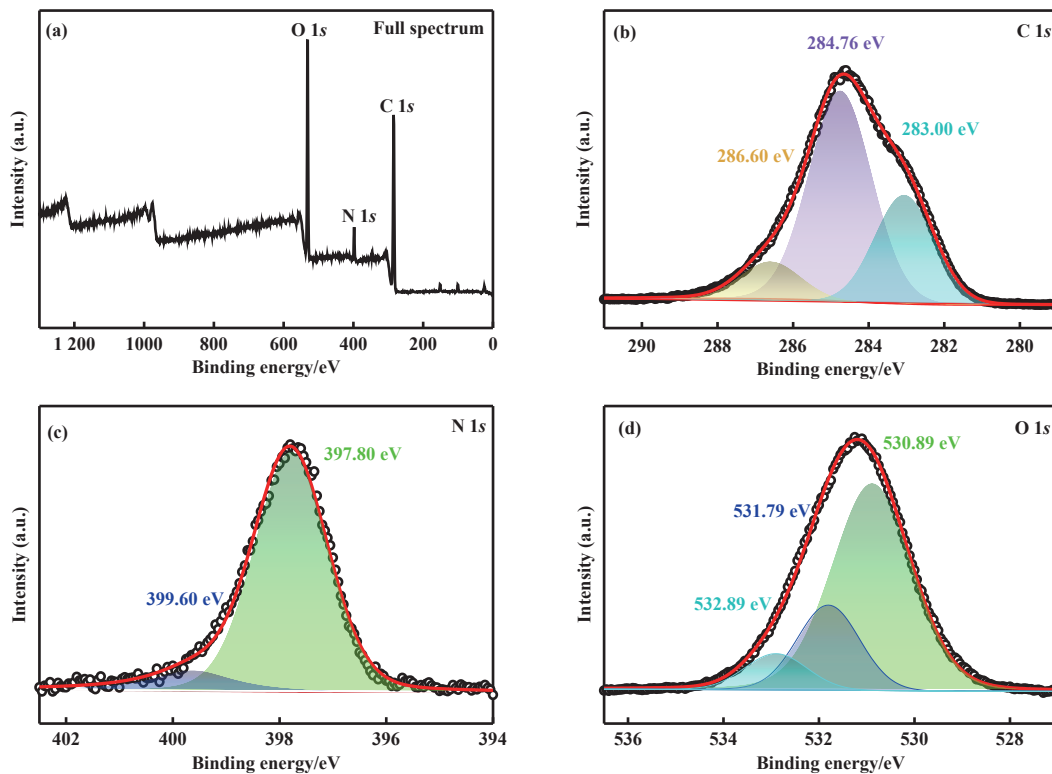 (a)
O 1s
Full spectrum
C 1s
N 1s
Intensity (a.u.)
1 200
1000
800
600
400
200
0
Binding energy/eV
(b)
284.76 eV
C 1s
283.00 eV
286.60 eV
Intensity (a.u.)
290
288
286
284
282
280
Binding energy/eV
(c)
N 1s
397.80 eV
399.60 eV
Intensity (a.u.)
402
400
398
396
394
Binding energy/eV
(d)
O 1s
530.89 eV
531.79 eV
532.89 eV
Intensity (a.u.)
536
534
532
530
528
Binding energy/eV